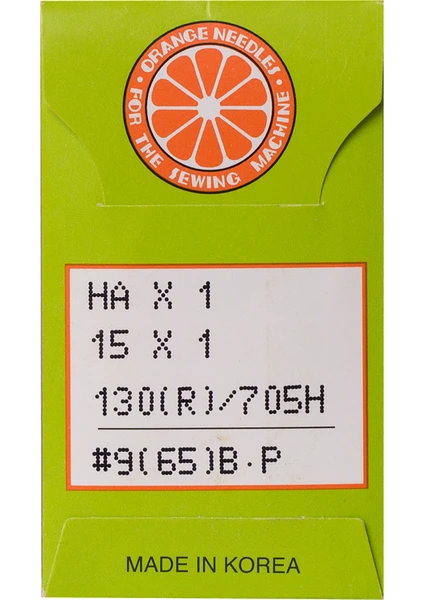 • ORANGE NEEDLES •
FOR THE SEWING MACHINE
HA X 1
15 X 1
130(R)/705H
#9(65)B·P
MADE IN KOREA